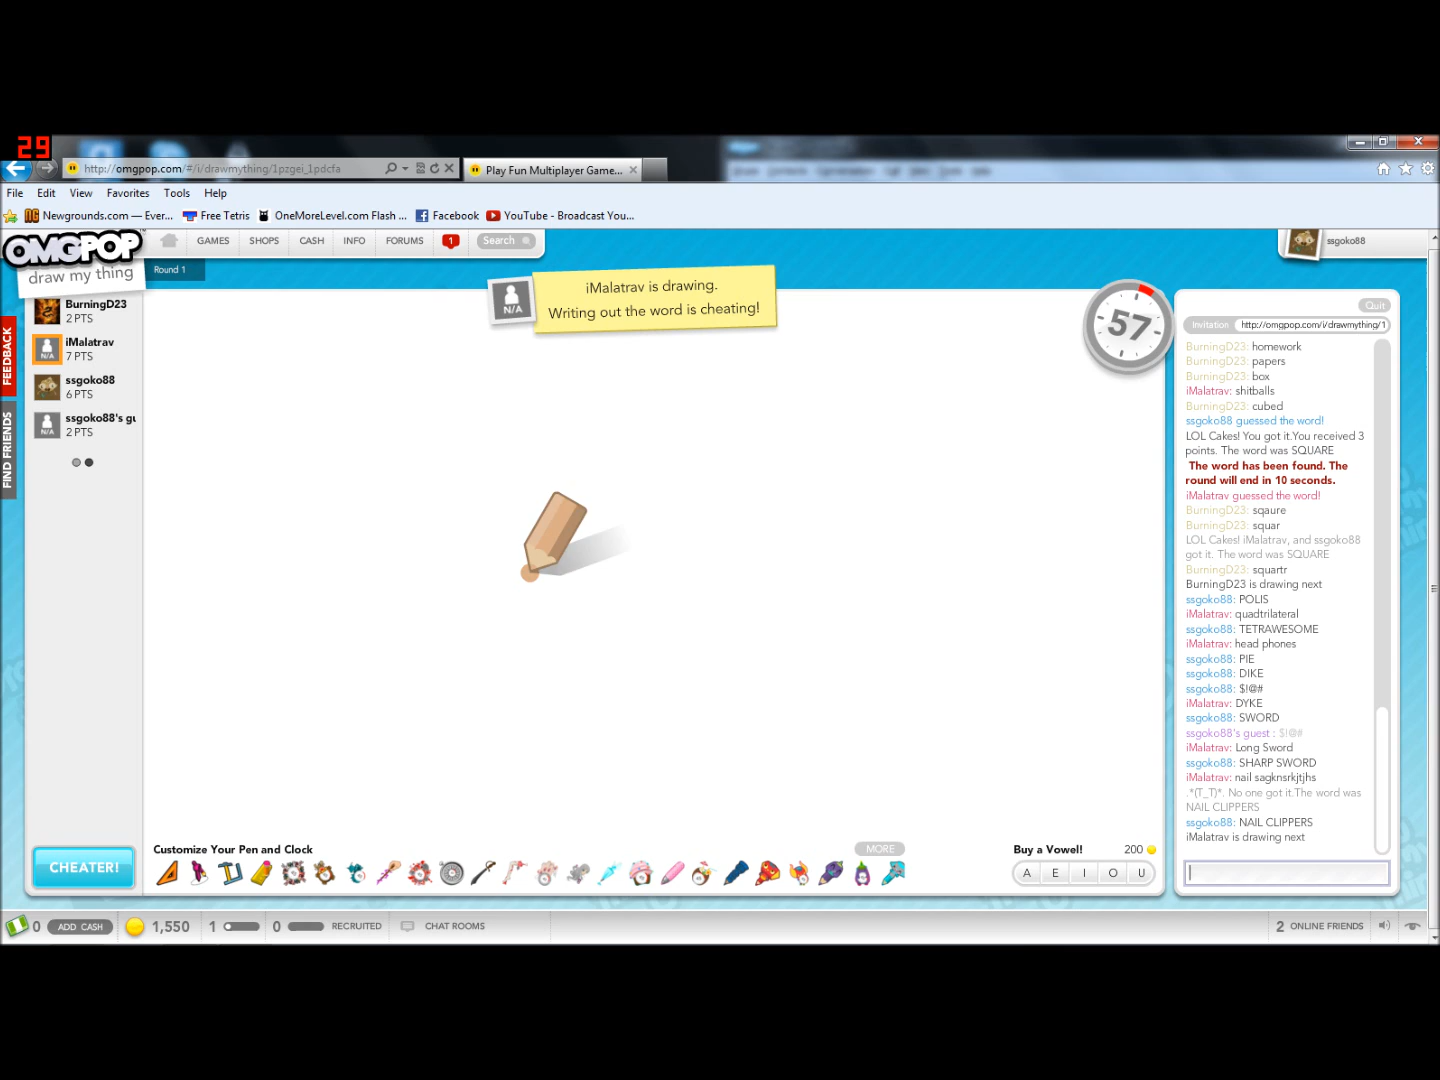 29
http://omgpop.com/#/i/drawmything/1pzgei_1pdcfa
Play Fun Multiplayer Game...
File Edit View Favorites Tools Help
NG Newgrounds.com — Ever... Free Tetris OneMoreLevel.com Flash ... Facebook YouTube - Broadcast You...
OMGPOP
draw my thing
GAMES SHOPS CASH INFO FORUMS 1 Search
ssgoko88
Round 1
FEEDBACK
FIND FRIENDS
BurningD23
2 PTS
N/A
iMalatrav
7 PTS
ssgoko88
6 PTS
N/A
ssgoko88's gu
2 PTS
CHEATER!
N/A
iMalatrav is drawing.
Writing out the word is cheating!
57
Quit
Invitation http://omgpop.com/i/drawmything/1
BurningD23: homework
BurningD23: papers
BurningD23: box
iMalatrav: shitballs
BurningD23: cubed
ssgoko88 guessed the word!
LOL Cakes! You got it.You received 3
points. The word was SQUARE
The word has been found. The
round will end in 10 seconds.
iMalatrav guessed the word!
BurningD23: sqaure
BurningD23: squar
LOL Cakes! iMalatrav, and ssgoko88
got it. The word was SQUARE
BurningD23: squartr
BurningD23 is drawing next
ssgoko88: POLIS
iMalatrav: quadtrilateral
ssgoko88: TETRAWESOME
iMalatrav: head phones
ssgoko88: PIE
ssgoko88: DIKE
ssgoko88: $!@#
iMalatrav: DYKE
ssgoko88: SWORD
ssgoko88's guest : $!@#
iMalatrav: Long Sword
ssgoko88: SHARP SWORD
iMalatrav: nail sagknsrkjtjhs
.*(T_T)*. No one got it.The word was
NAIL CLIPPERS
ssgoko88: NAIL CLIPPERS
iMalatrav is drawing next
Customize Your Pen and Clock
MORE
Buy a Vowel! 200
A E I O U
0 ADD CASH 1,550 1 0 RECRUITED CHAT ROOMS
2 ONLINE FRIENDS